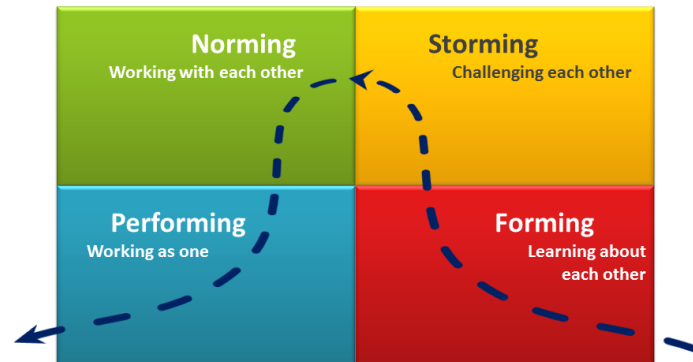 Norming
Working with each other
Storming
Challenging each other
Performing
Working as one
Forming
Learning about
each other